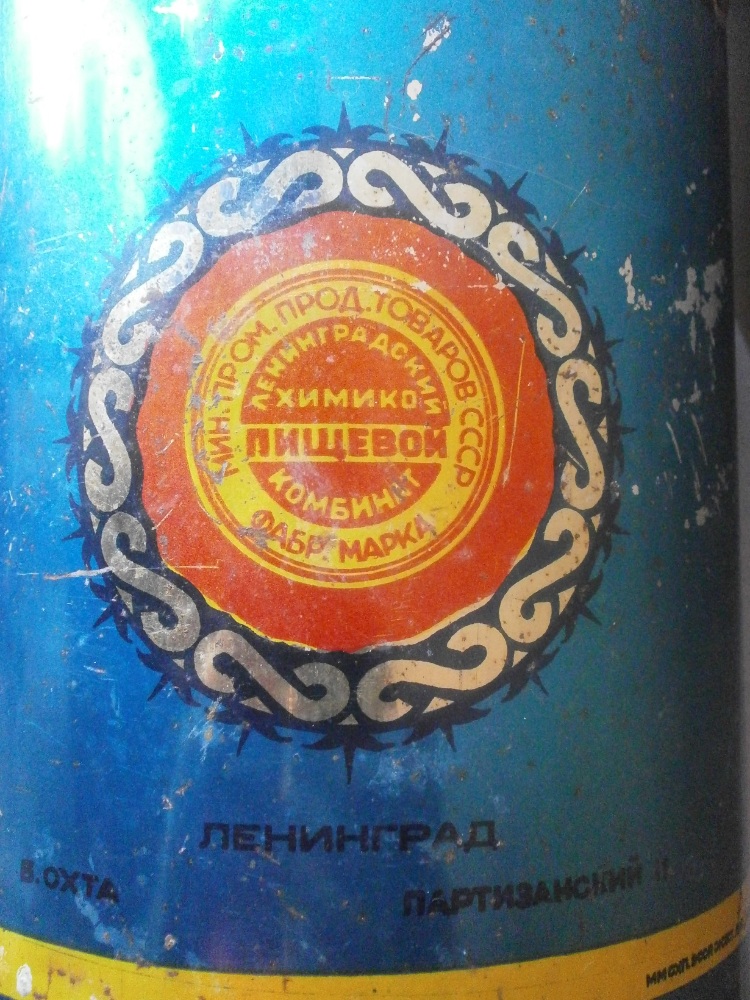 МИН. ПРОМ. ПРОД. ТОВАРОВ СССР
ЛЕНИНГРАДСКИЙ
ХИМИКО
ПИЩЕВОЙ
КОМБИНАТ
ФАБР. МАРКА
ЛЕНИНГРАД
Б.ОХТА
ПАРТИЗАНСКИЙ